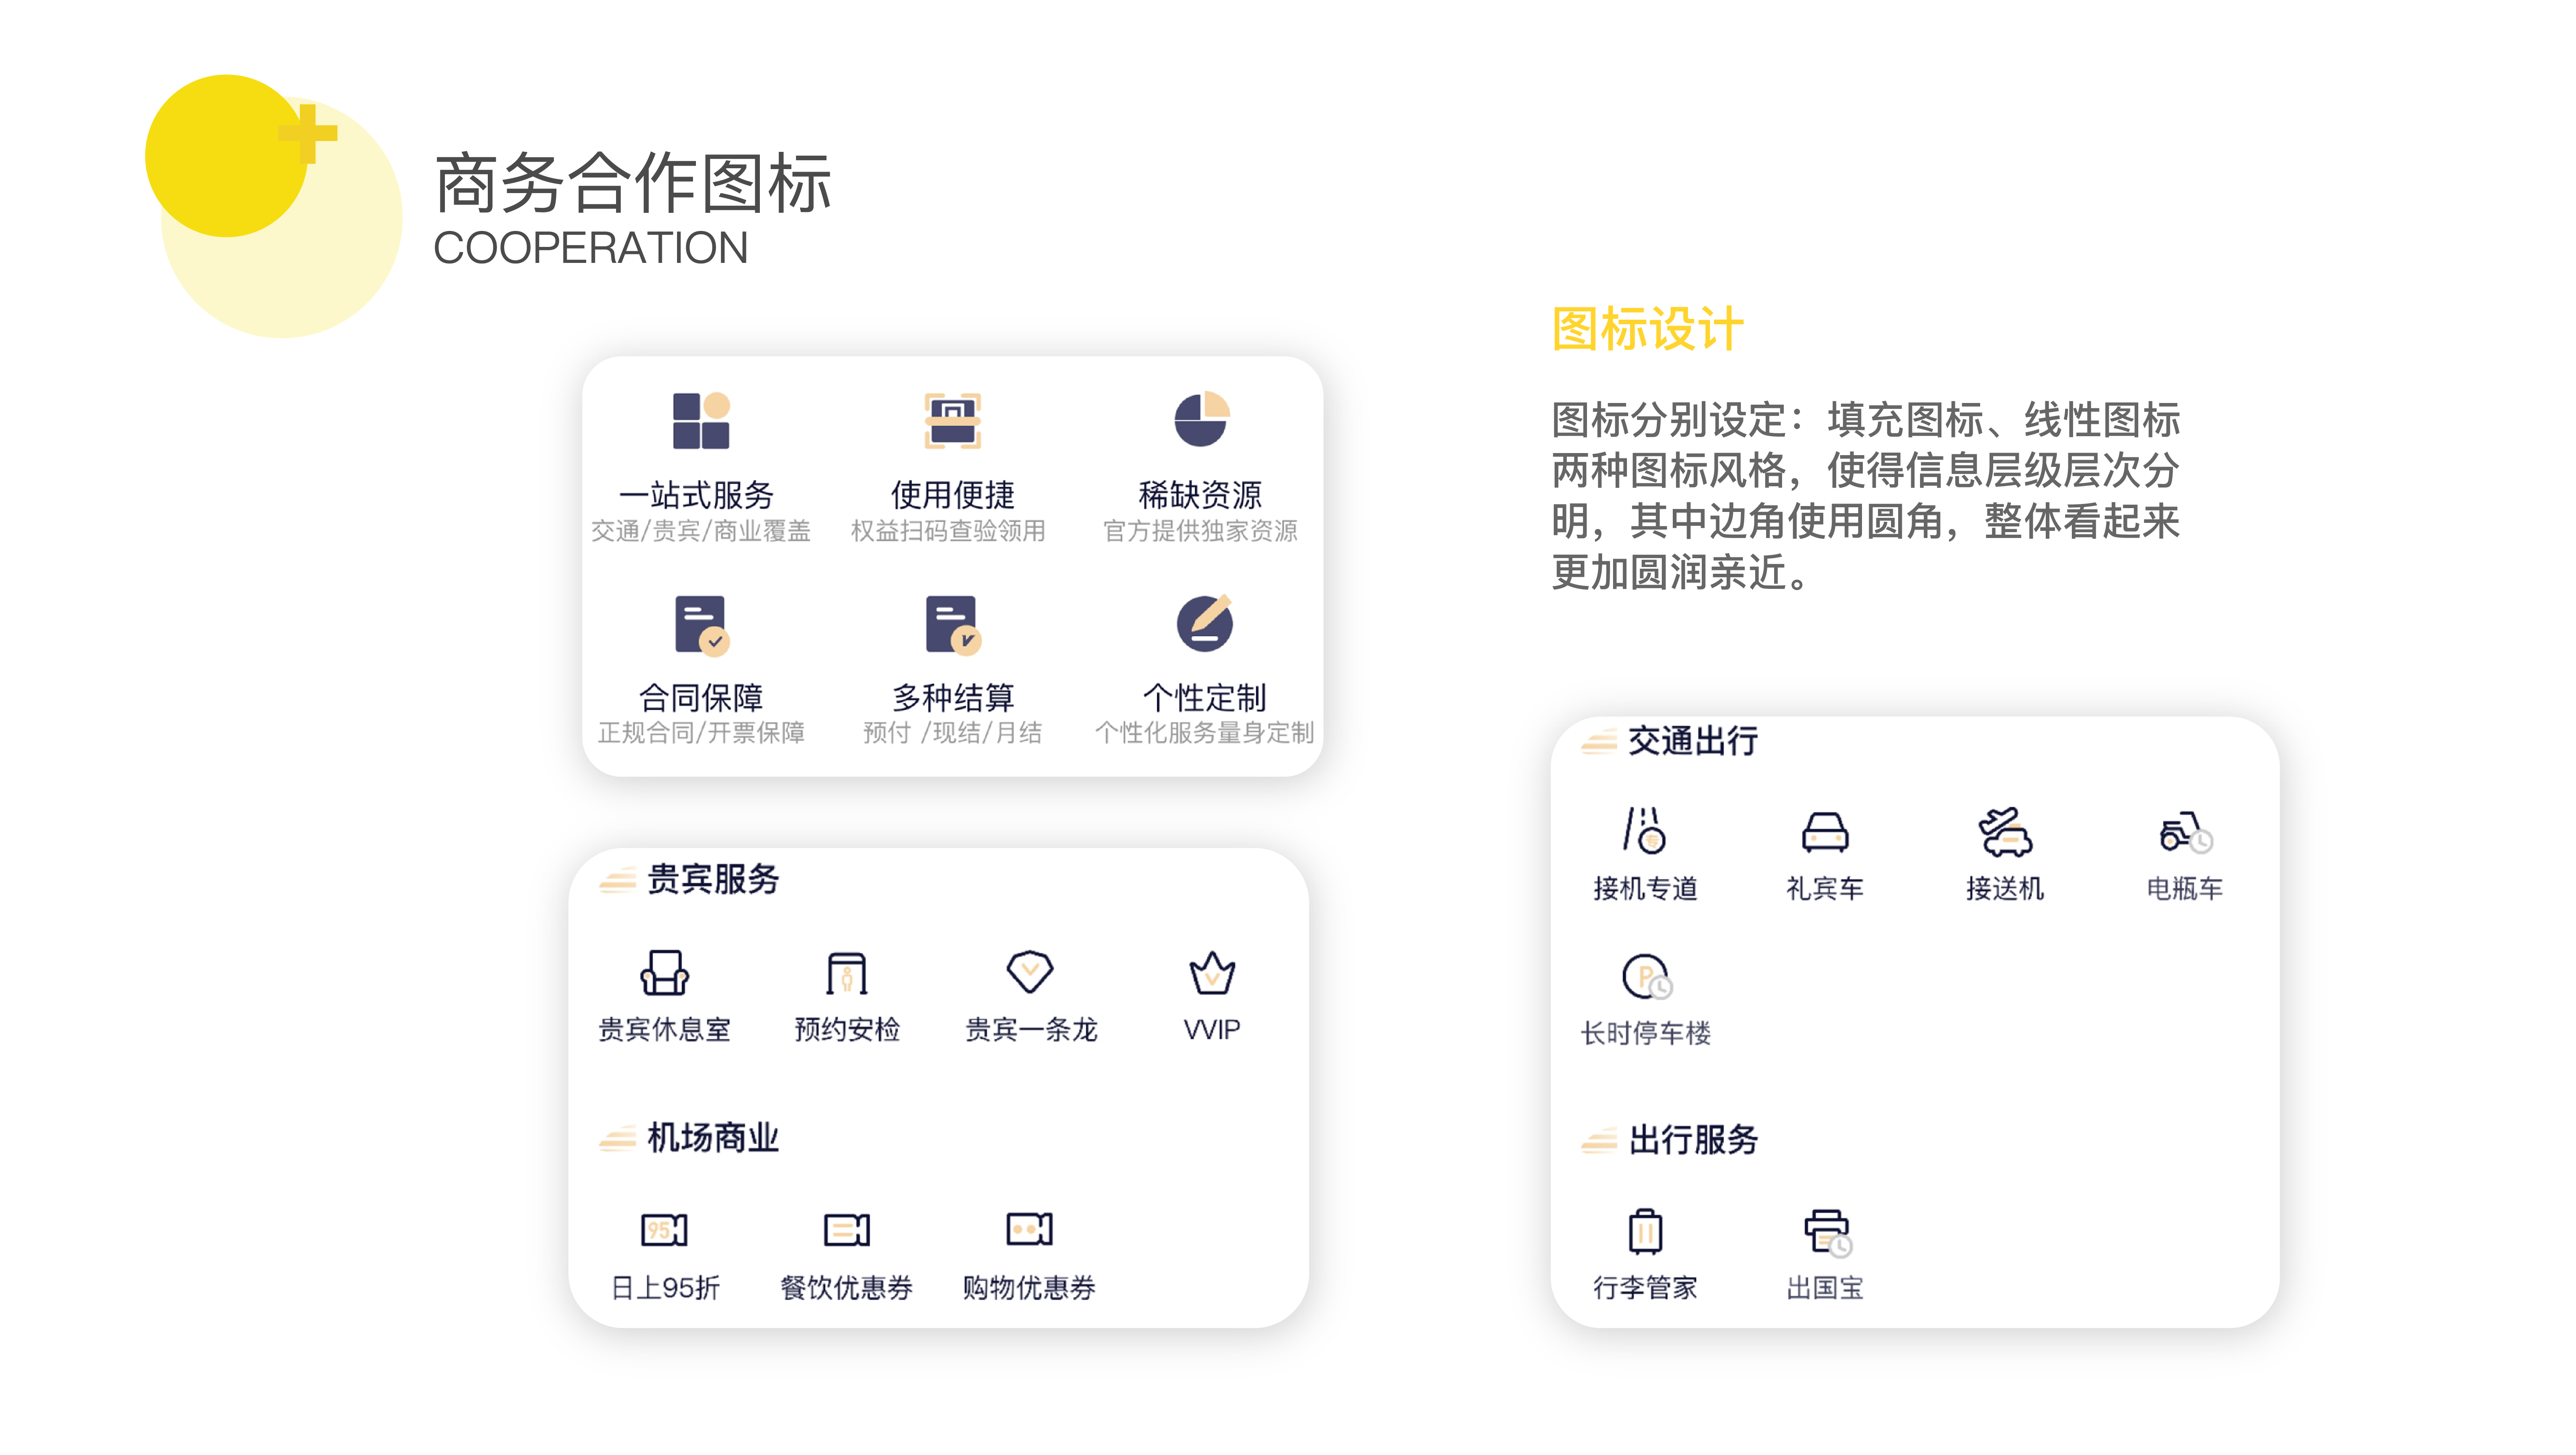 商务合作图标
COOPERATION
图标设计
图标分别设定：填充图标、线性图标
两种图标风格，使得信息层级层次分
明，其中边角使用圆角，整体看起来
更加圆润亲近。
一站式服务 使用便捷 稀缺资源
交通/贵宾/商业覆盖 权益扫码查验领用 官方提供独家资源
合同保障 多种结算 个性定制
正规合同/开票保障 预付 /现结/月结 个性化服务量身定制
贵宾服务
贵宾休息室 预约安检 贵宾一条龙 VVIP
机场商业
95
日上95折 餐饮优惠券 购物优惠券
交通出行
接机专道 礼宾车 接送机 电瓶车
P
长时停车楼
出行服务
行李管家 出国宝